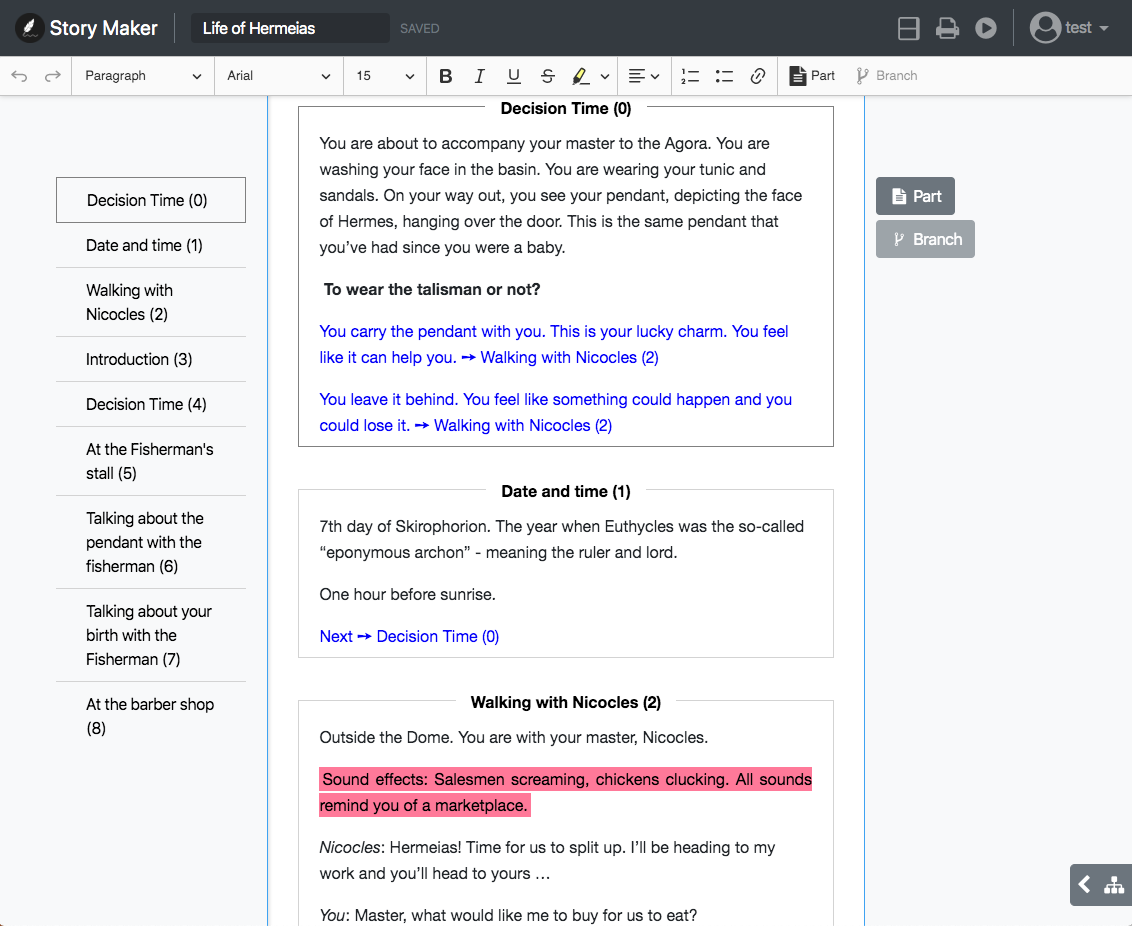 Story Maker
Life of Hermeias
SAVED
test
Paragraph
Arial
15
B I U S
Part
Branch
Decision Time (0)
Date and time (1)
Walking with
Nicocles (2)
Introduction (3)
Decision Time (4)
At the Fisherman's
stall (5)
Talking about the
pendant with the
fisherman (6)
Talking about your
birth with the
Fisherman (7)
At the barber shop
(8)
Decision Time (0)
You are about to accompany your master to the Agora. You are
washing your face in the basin. You are wearing your tunic and
sandals. On your way out, you see your pendant, depicting the face
of Hermes, hanging over the door. This is the same pendant that
you’ve had since you were a baby.
To wear the talisman or not?
You carry the pendant with you. This is your lucky charm. You feel
like it can help you. ➙ Walking with Nicocles (2)
You leave it behind. You feel like something could happen and you
could lose it. ➙ Walking with Nicocles (2)
Date and time (1)
7th day of Skirophorion. The year when Euthycles was the so-called
“eponymous archon” - meaning the ruler and lord.
One hour before sunrise.
Next ➙ Decision Time (0)
Walking with Nicocles (2)
Outside the Dome. You are with your master, Nicocles.
Sound effects: Salesmen screaming, chickens clucking. All sounds
remind you of a marketplace.
Nicocles: Hermeias! Time for us to split up. I’ll be heading to my
work and you’ll head to yours …
You: Master, what would like me to buy for us to eat?
Part
Branch